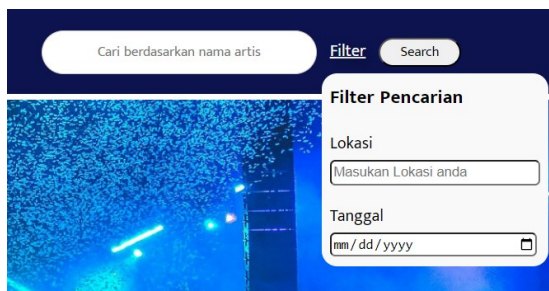 Cari berdasarkan nama artis Filter Search
Filter Pencarian
Lokasi
Masukan Lokasi anda
Tanggal
mm/dd/yyyy